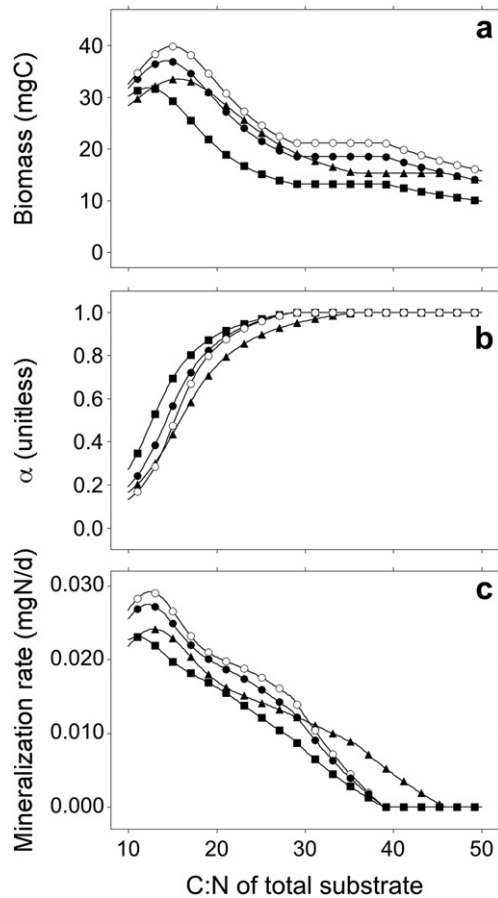 a
Biomass (mgC)
40
30
20
10
0
b
α (unitless)
1.0
0.8
0.6
0.4
0.2
0.0
c
Mineralization rate (mgN/d)
0.030
0.020
0.010
0.000
10 20 30 40 50
C:N of total substrate